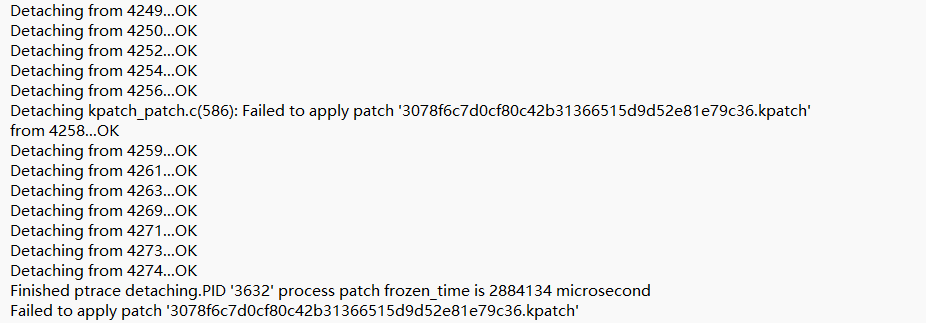 Detaching from 4249...OK
Detaching from 4250...OK
Detaching from 4252...OK
Detaching from 4254...OK
Detaching from 4256...OK
Detaching kpatch_patch.c(586): Failed to apply patch '3078f6c7d0cf80c42b31366515d9d52e81e79c36.kpatch'
from 4258...OK
Detaching from 4259...OK
Detaching from 4261...OK
Detaching from 4263...OK
Detaching from 4269...OK
Detaching from 4271...OK
Detaching from 4273...OK
Detaching from 4274...OK
Finished ptrace detaching.PID '3632' process patch frozen_time is 2884134 microsecond
Failed to apply patch '3078f6c7d0cf80c42b31366515d9d52e81e79c36.kpatch'